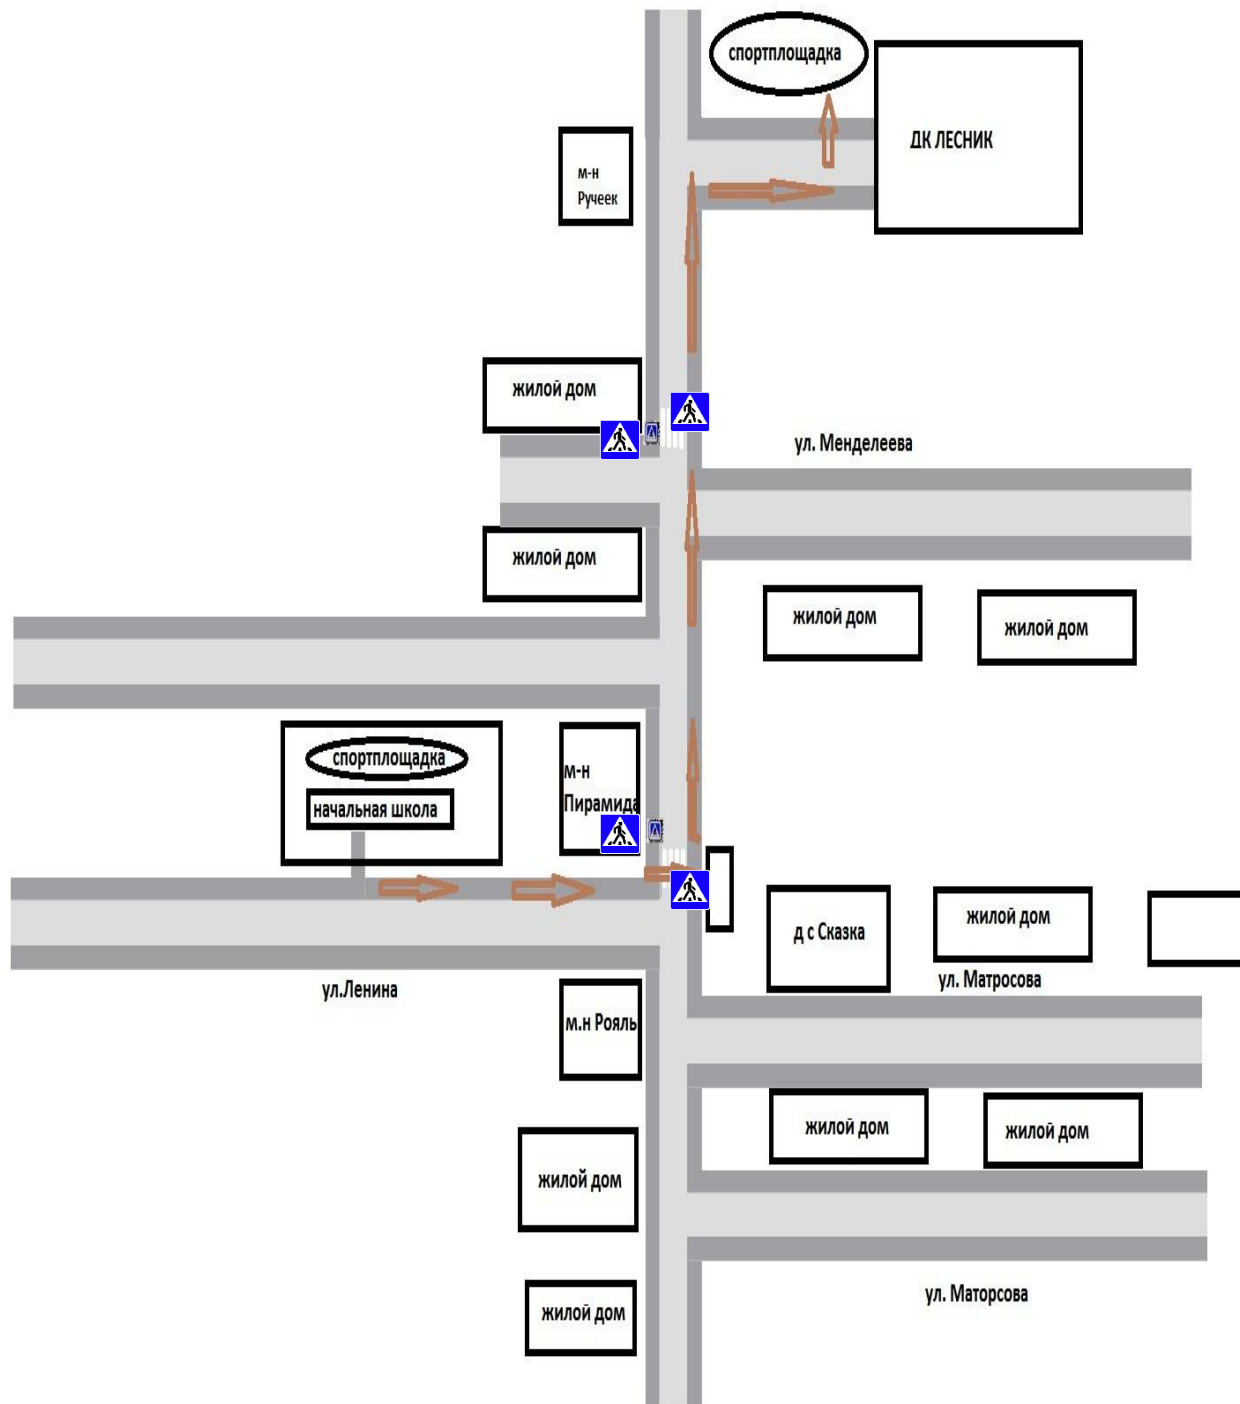 спортплощадка
ДК ЛЕСНИК
м-н
Ручеек
жилой дом
ул. Менделеева
жилой дом
жилой дом
жилой дом
спортплощадка
начальная школа
м-н
Пирамида
д с Сказка
жилой дом
ул. Матросова
ул.Ленина
м.н Рояль
жилой дом
жилой дом
жилой дом
жилой дом
ул. Маторсова